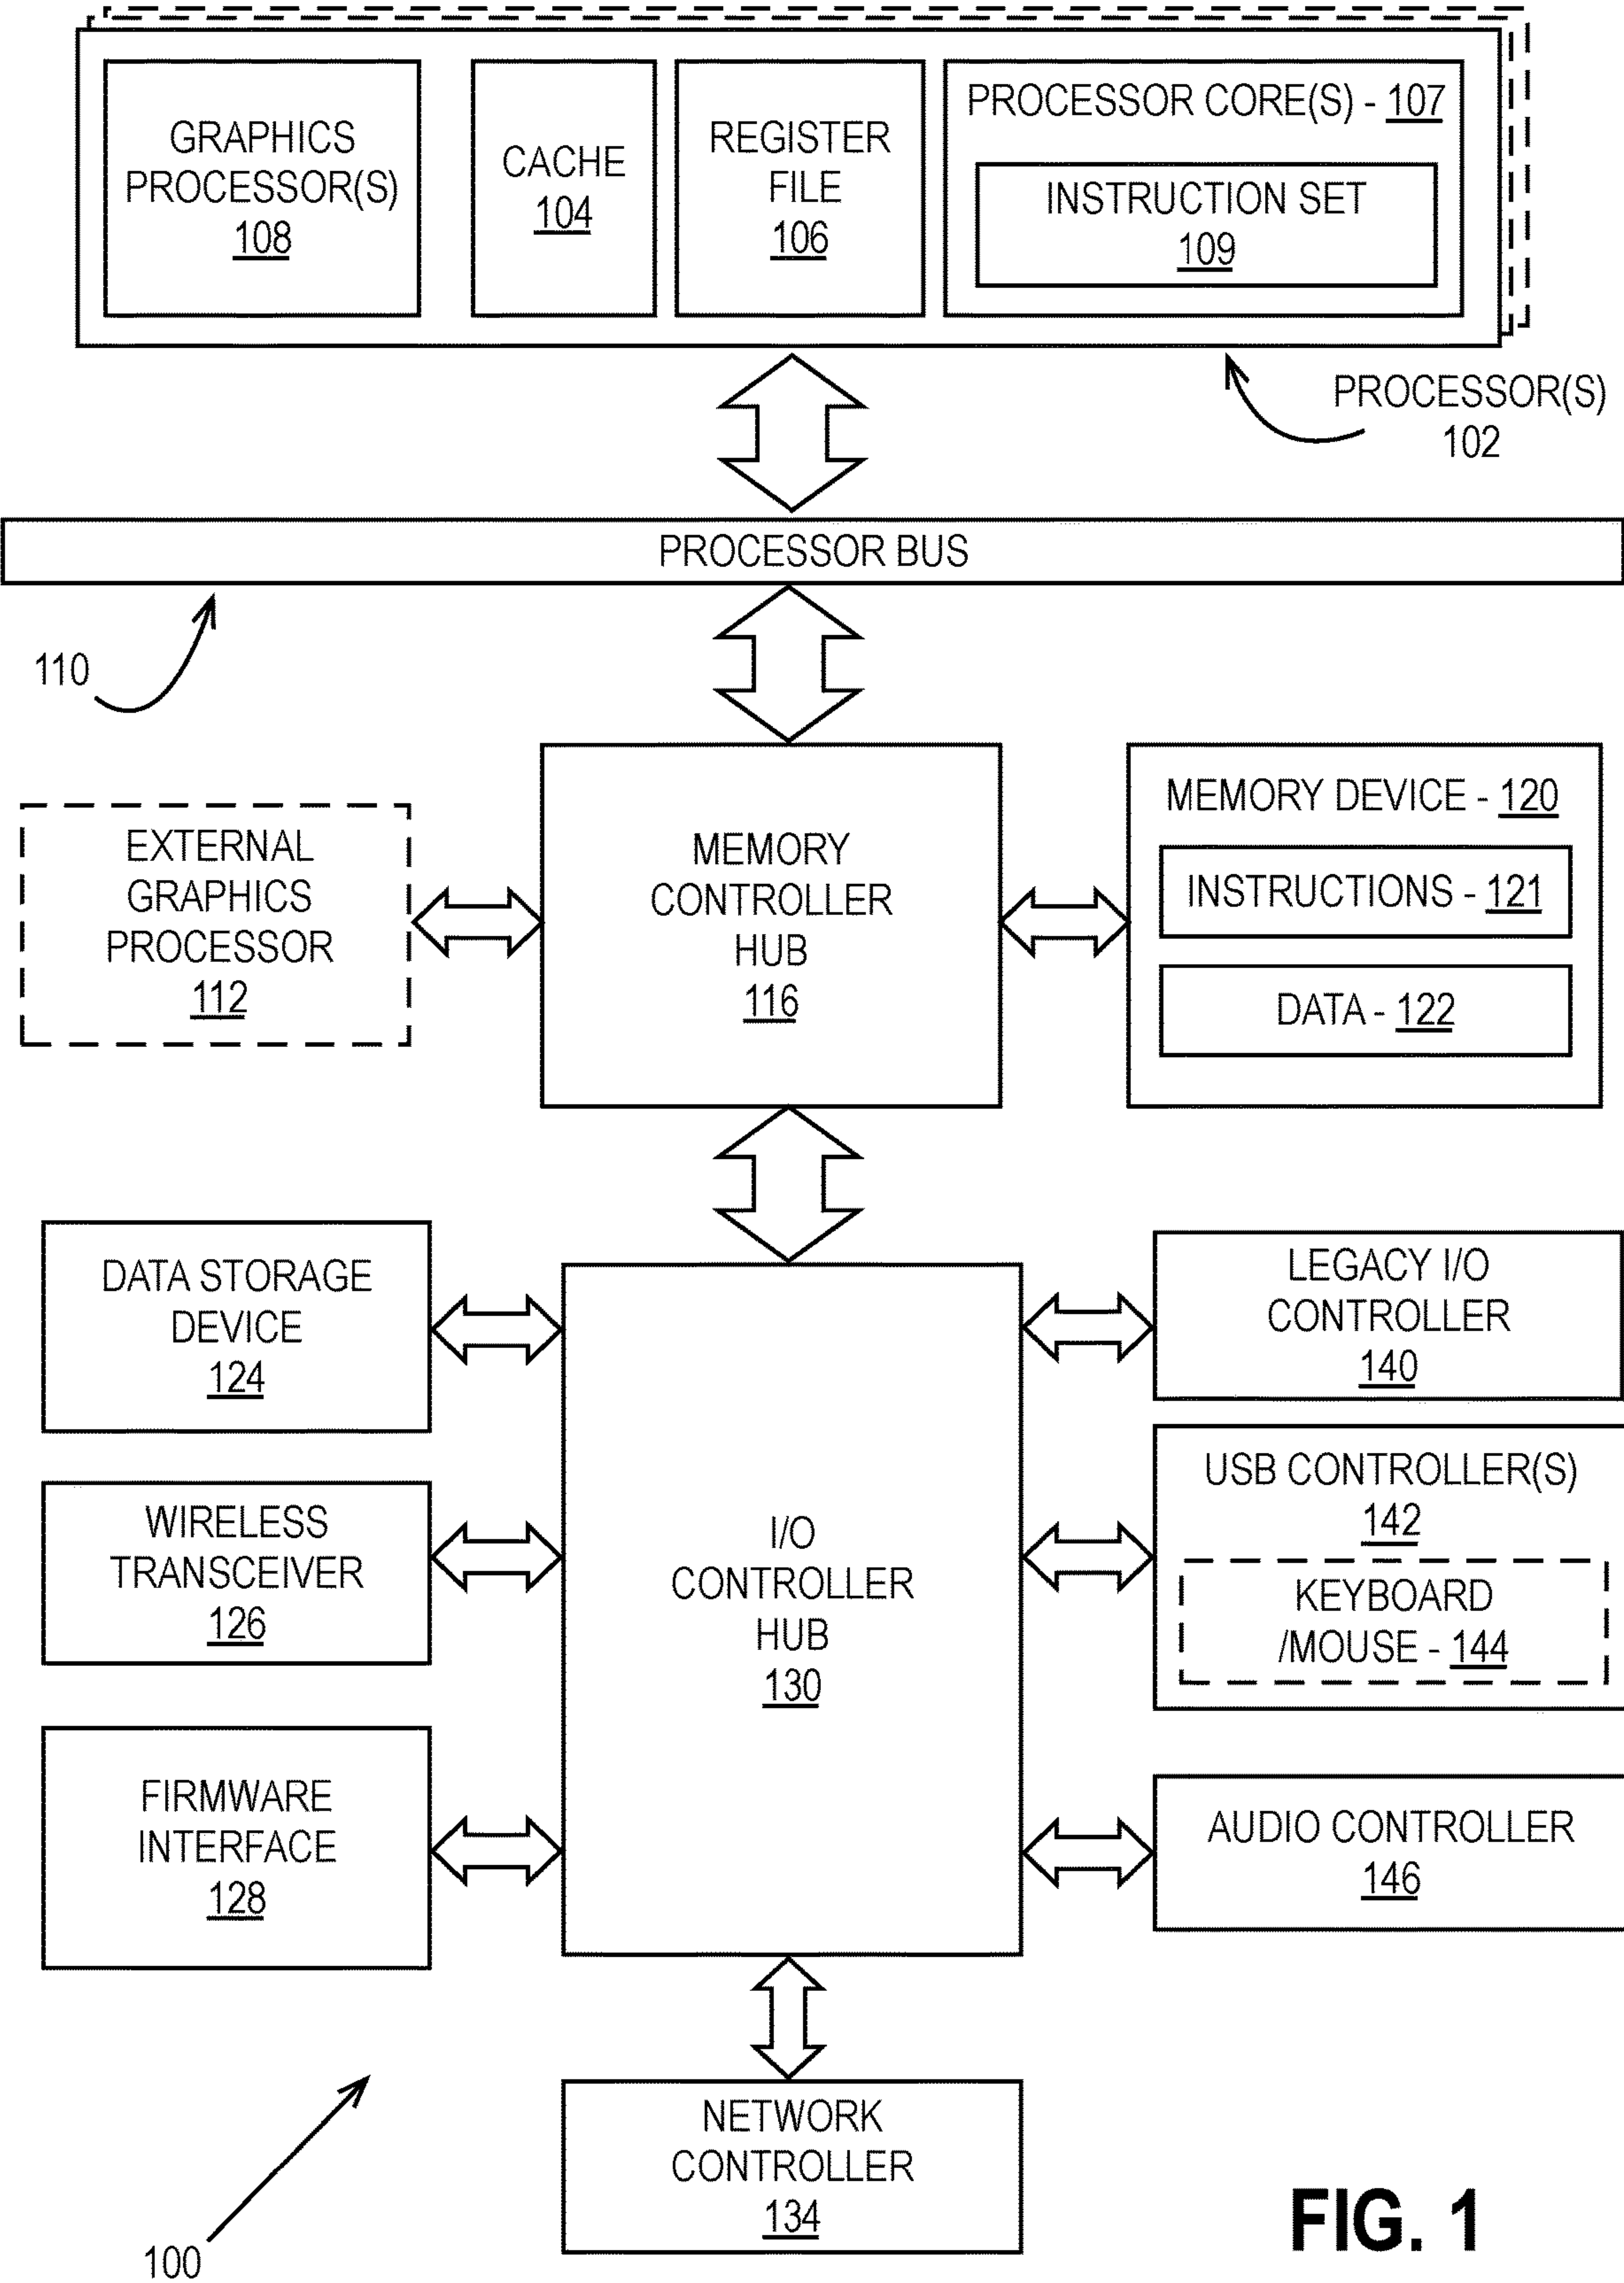 GRAPHICS
PROCESSOR(S)
108
CACHE
104
REGISTER
FILE
106
PROCESSOR CORE(S) - 107
INSTRUCTION SET
109
PROCESSOR(S)
102
PROCESSOR BUS
110
EXTERNAL
GRAPHICS
PROCESSOR
112
MEMORY
CONTROLLER
HUB
116
MEMORY DEVICE - 120
INSTRUCTIONS - 121
DATA - 122
DATA STORAGE
DEVICE
124
WIRELESS
TRANSCEIVER
126
FIRMWARE
INTERFACE
128
I/O
CONTROLLER
HUB
130
LEGACY I/O
CONTROLLER
140
USB CONTROLLER(S)
142
KEYBOARD
/MOUSE - 144
AUDIO CONTROLLER
146
NETWORK
CONTROLLER
134
100
FIG. 1